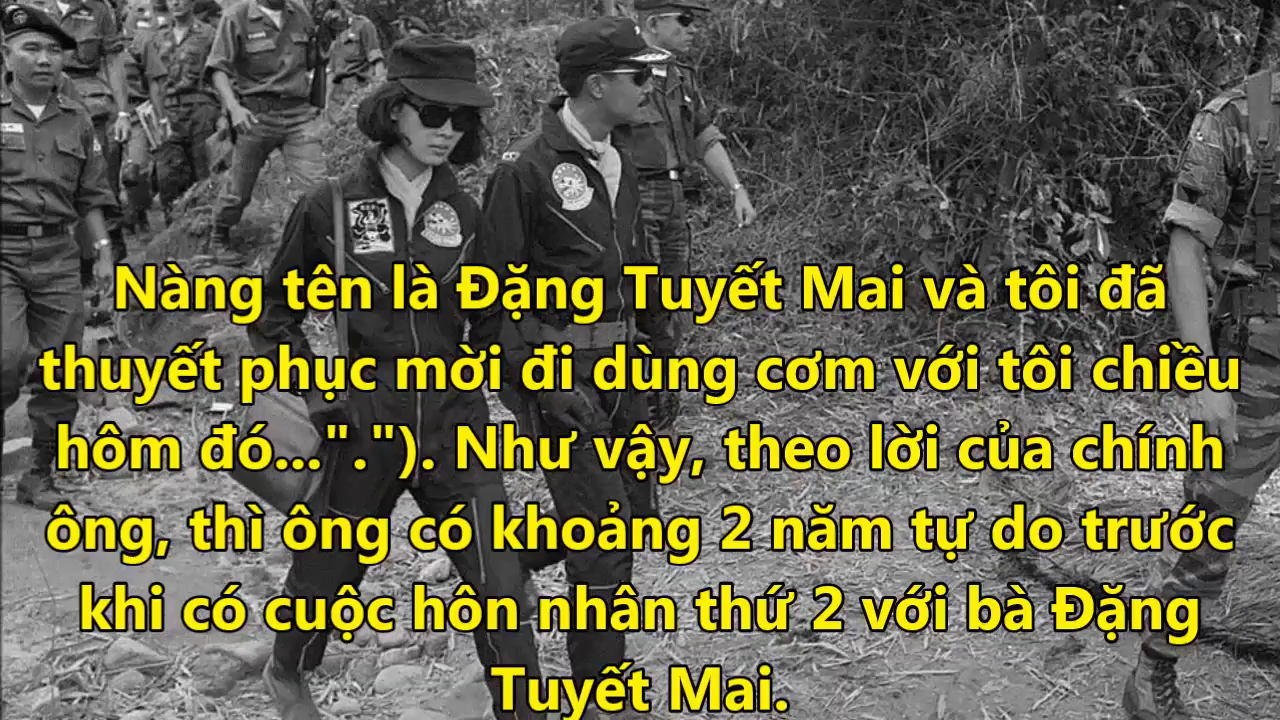 Nàng tên là Đặng Tuyết Mai và tôi đã
thuyết phục mời đi dùng cơm với tôi chiều
hôm đó..."."). Như vậy, theo lời của chính
ông, thì ông có khoảng 2 năm tự do trước
khi có cuộc hôn nhân thứ 2 với bà Đặng
Tuyết Mai.